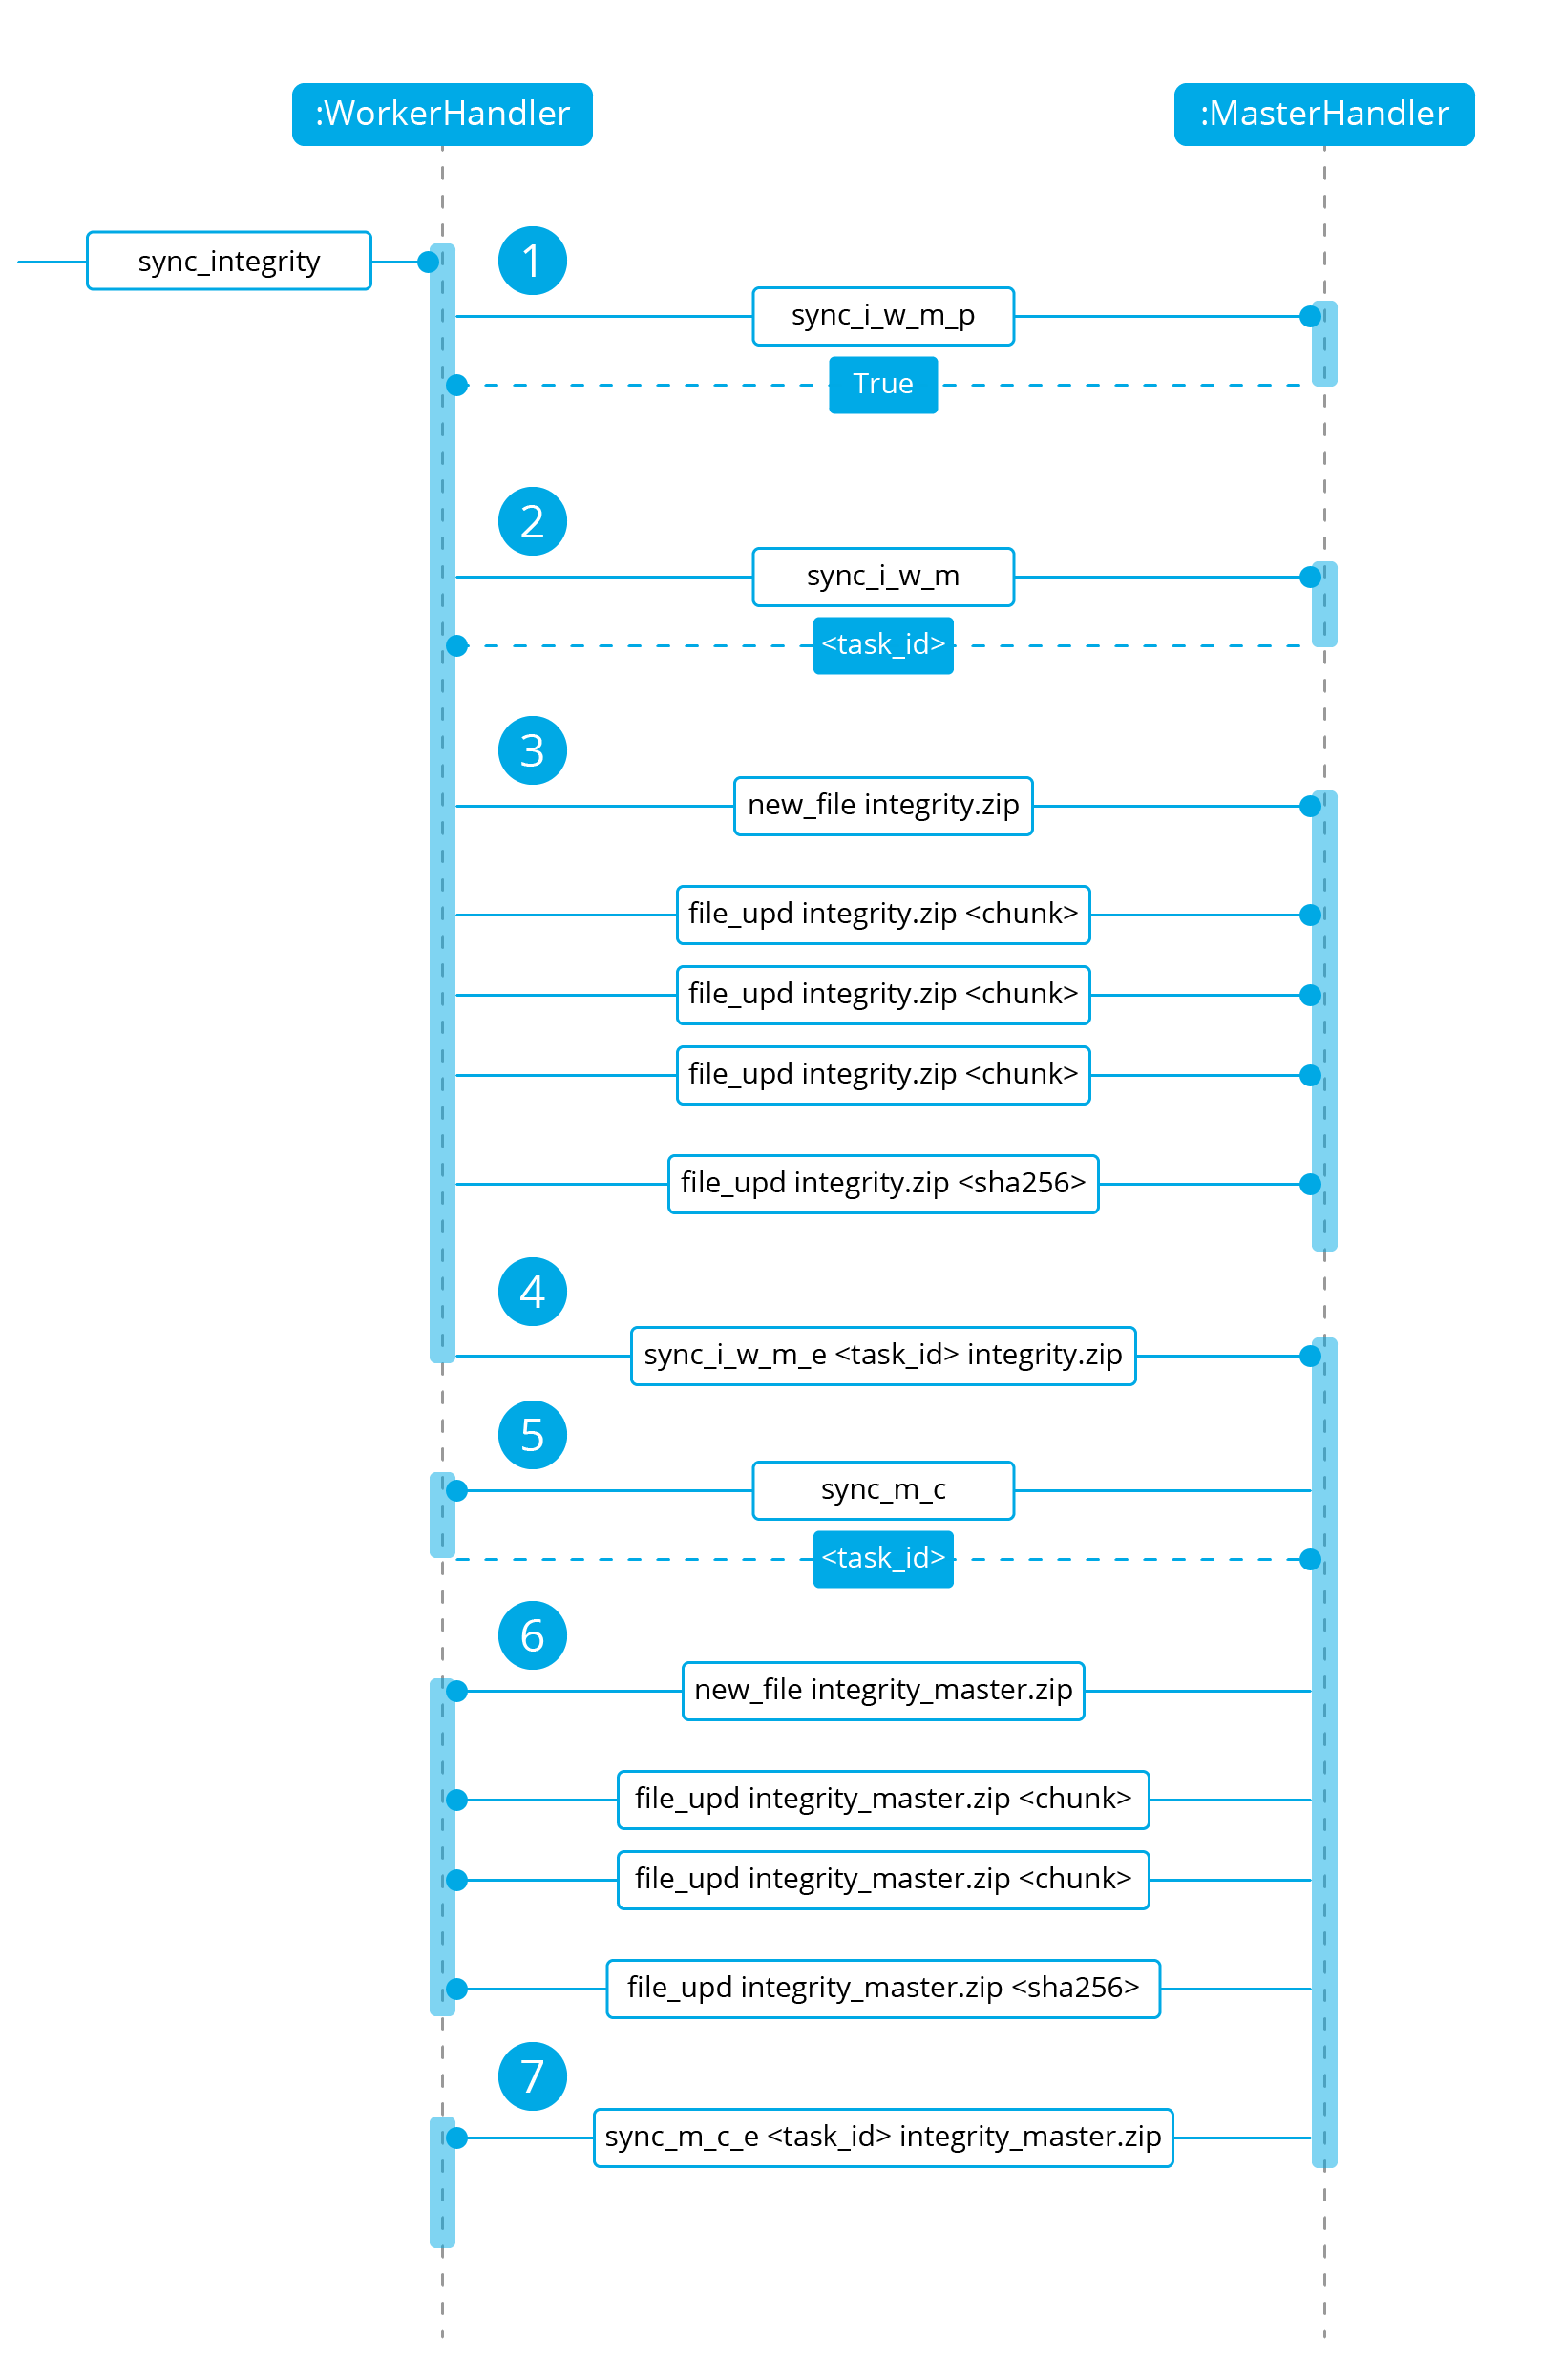 :WorkerHandler
:MasterHandler
sync_integrity
1
sync_i_w_m_p
True
2
sync_i_w_m
<task_id>
3
new_file integrity.zip
file_upd integrity.zip <chunk>
file_upd integrity.zip <chunk>
file_upd integrity.zip <chunk>
file_upd integrity.zip <sha256>
4
sync_i_w_m_e <task_id> integrity.zip
5
sync_m_c
<task_id>
6
new_file integrity_master.zip
file_upd integrity_master.zip <chunk>
file_upd integrity_master.zip <chunk>
file_upd integrity_master.zip <sha256>
7
sync_m_c_e <task_id> integrity_master.zip